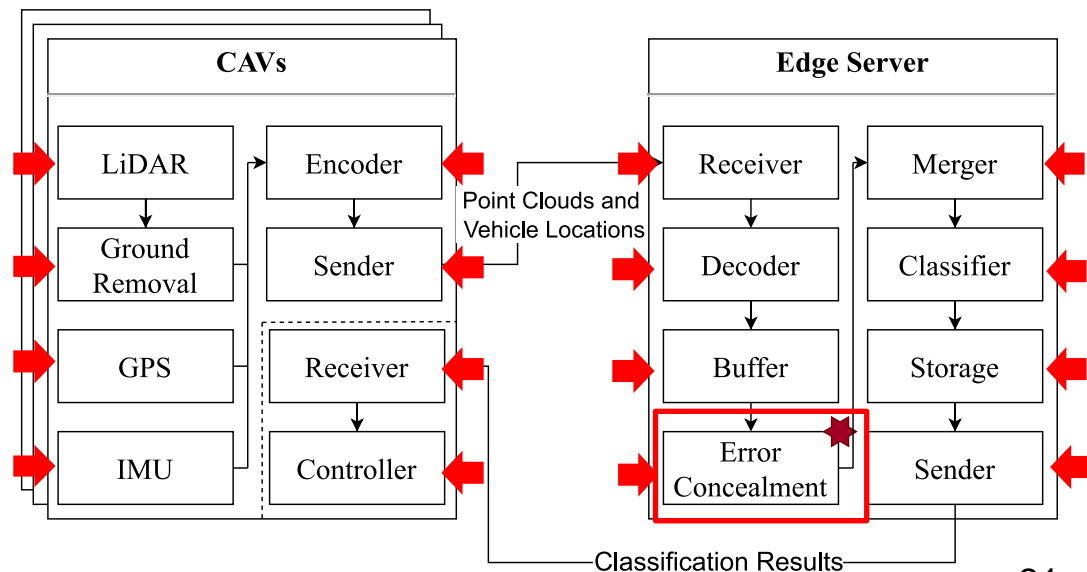 CAVs
LiDAR
Ground
Removal
GPS
IMU
Encoder
Sender
Receiver
Controller
Point Clouds and
Vehicle Locations
Edge Server
Receiver
Decoder
Buffer
Error
Concealment
Merger
Classifier
Storage
Sender
Classification Results